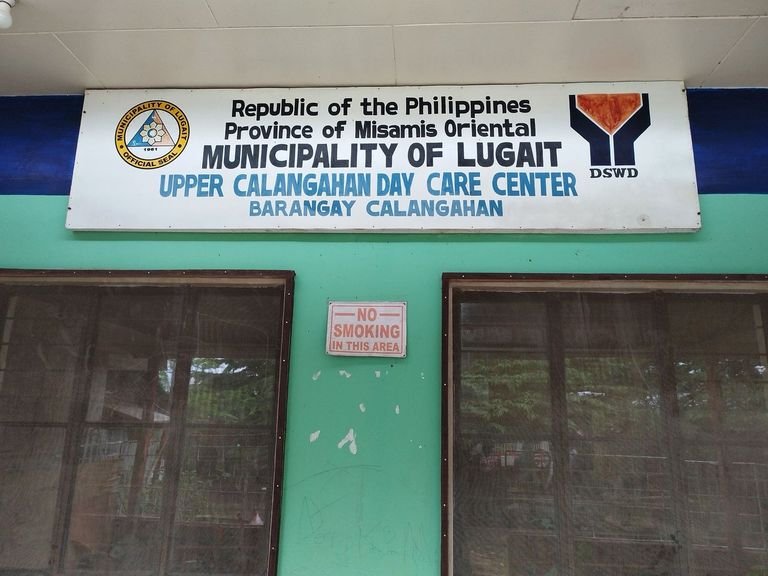 Republic of the Philippines
Province of Misamis Oriental
MUNICIPALITY OF LUGAIT
UPPER CALANGAHAN DAY CARE CENTER
BARANGAY CALANGAHAN
MUNICIPALITY OF LUGAIT
1961
OFFICIAL SEAL
DSWD
NO
SMOKING
IN THIS AREA